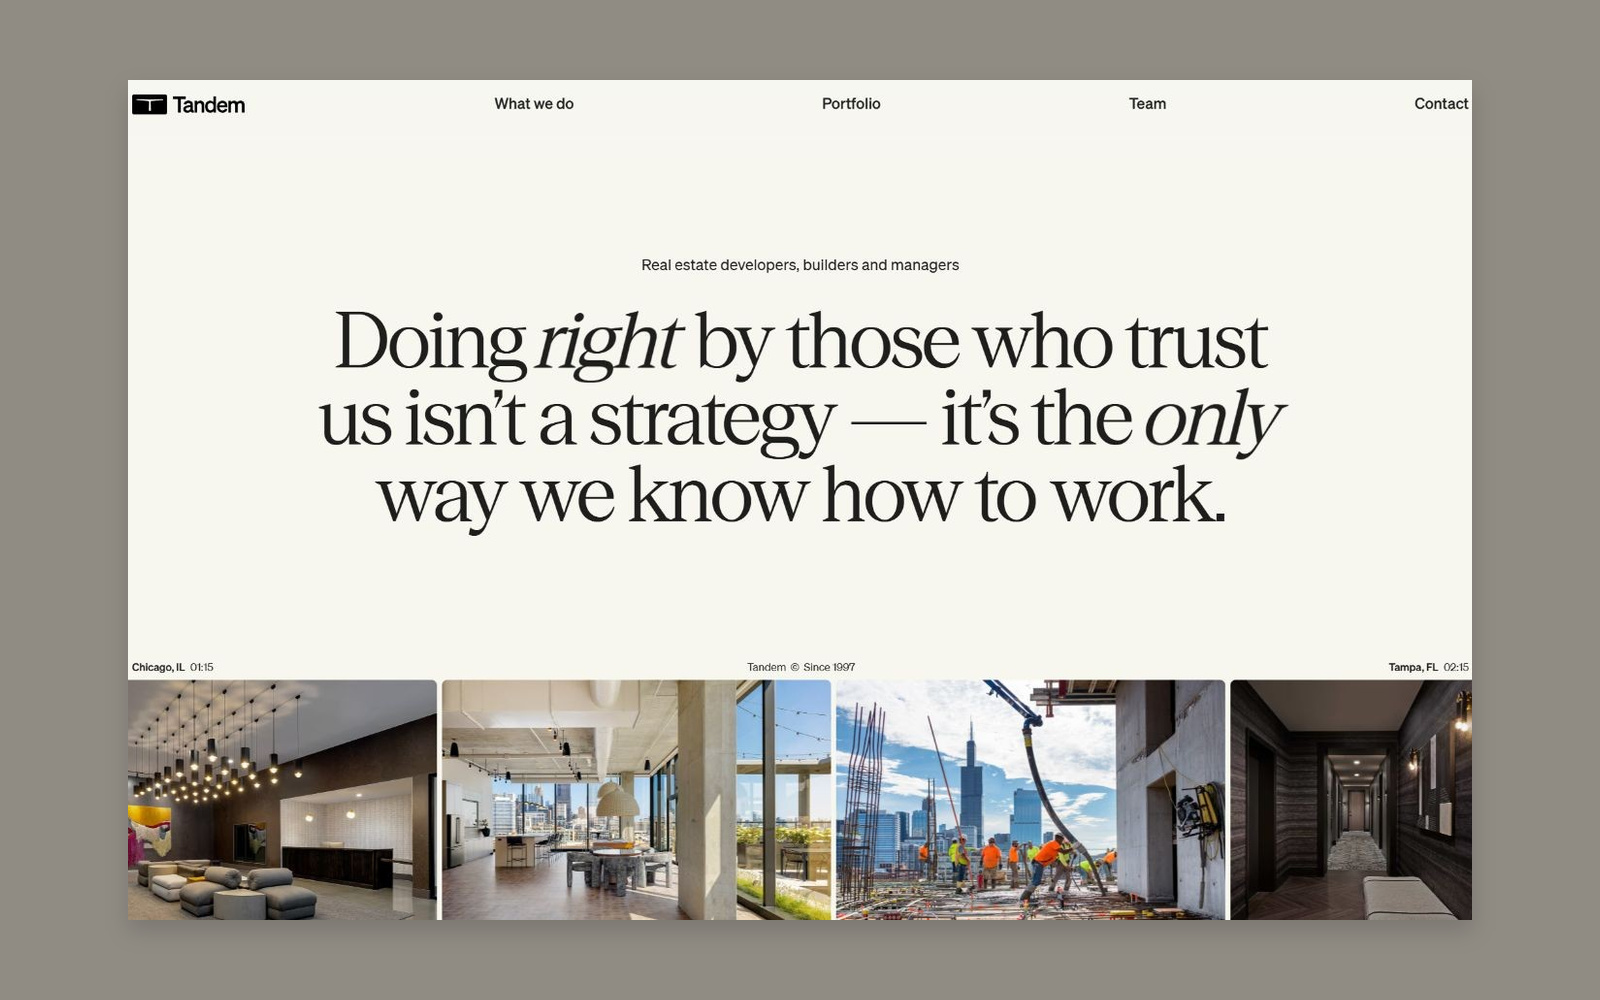 Tandem
What we do
Portfolio
Team
Contact
Real estate developers, builders and managers
Doing right by those who trust
us isn’t a strategy — it’s the only
way we know how to work.
Chicago, IL 01:15
Tandem © Since 1997
Tampa, FL 02:15